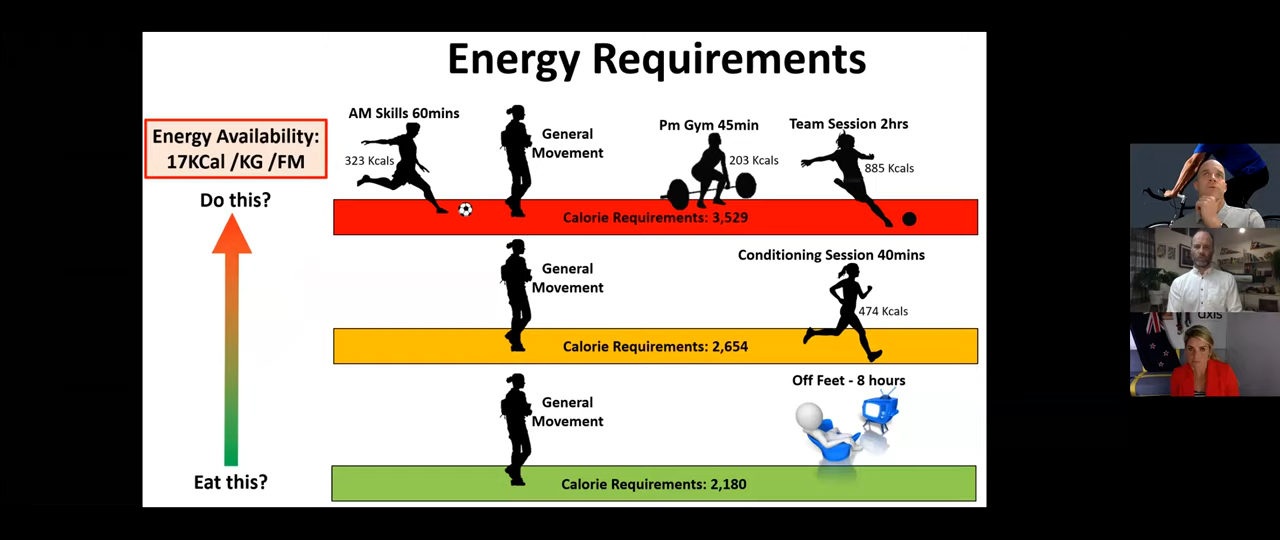 Energy Requirements
Energy Availability:
17KCal /KG /FM
Do this?
Eat this?
AM Skills 60mins
323 Kcals
General
Movement
Pm Gym 45min
203 Kcals
Team Session 2hrs
885 Kcals
Calorie Requirements: 3,529
General
Movement
Conditioning Session 40mins
474 Kcals
Calorie Requirements: 2,654
General
Movement
Off Feet - 8 hours
Calorie Requirements: 2,180
axis